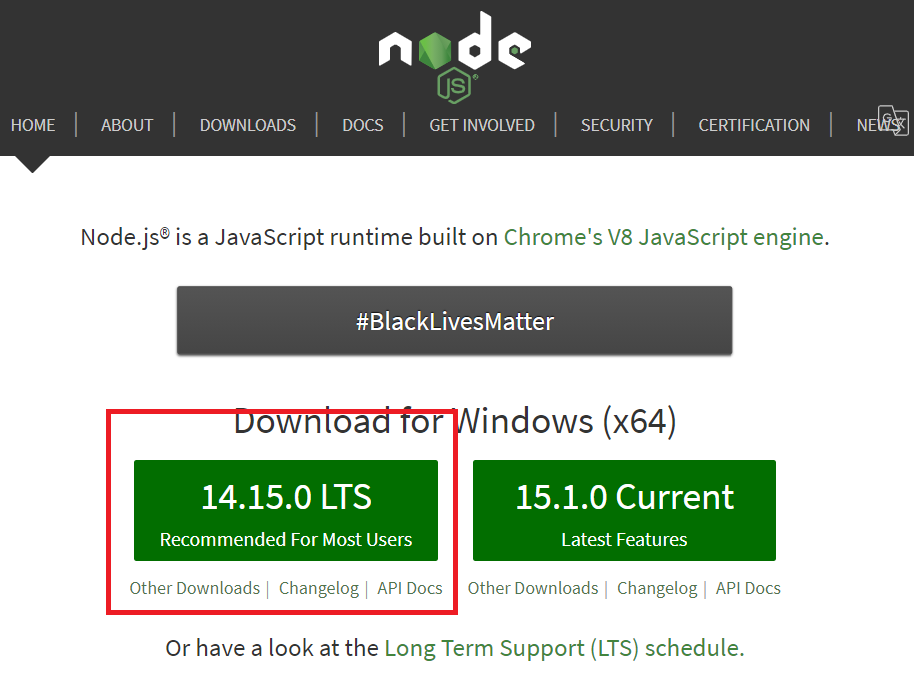 node
JS®
HOME | ABOUT | DOWNLOADS | DOCS | GET INVOLVED | SECURITY | CERTIFICATION | NEWS
Node.js® is a JavaScript runtime built on Chrome's V8 JavaScript engine.
#BlackLivesMatter
Download for Windows (x64)
14.15.0 LTS
Recommended For Most Users
15.1.0 Current
Latest Features
Other Downloads | Changelog | API Docs
Other Downloads | Changelog | API Docs
Or have a look at the Long Term Support (LTS) schedule.